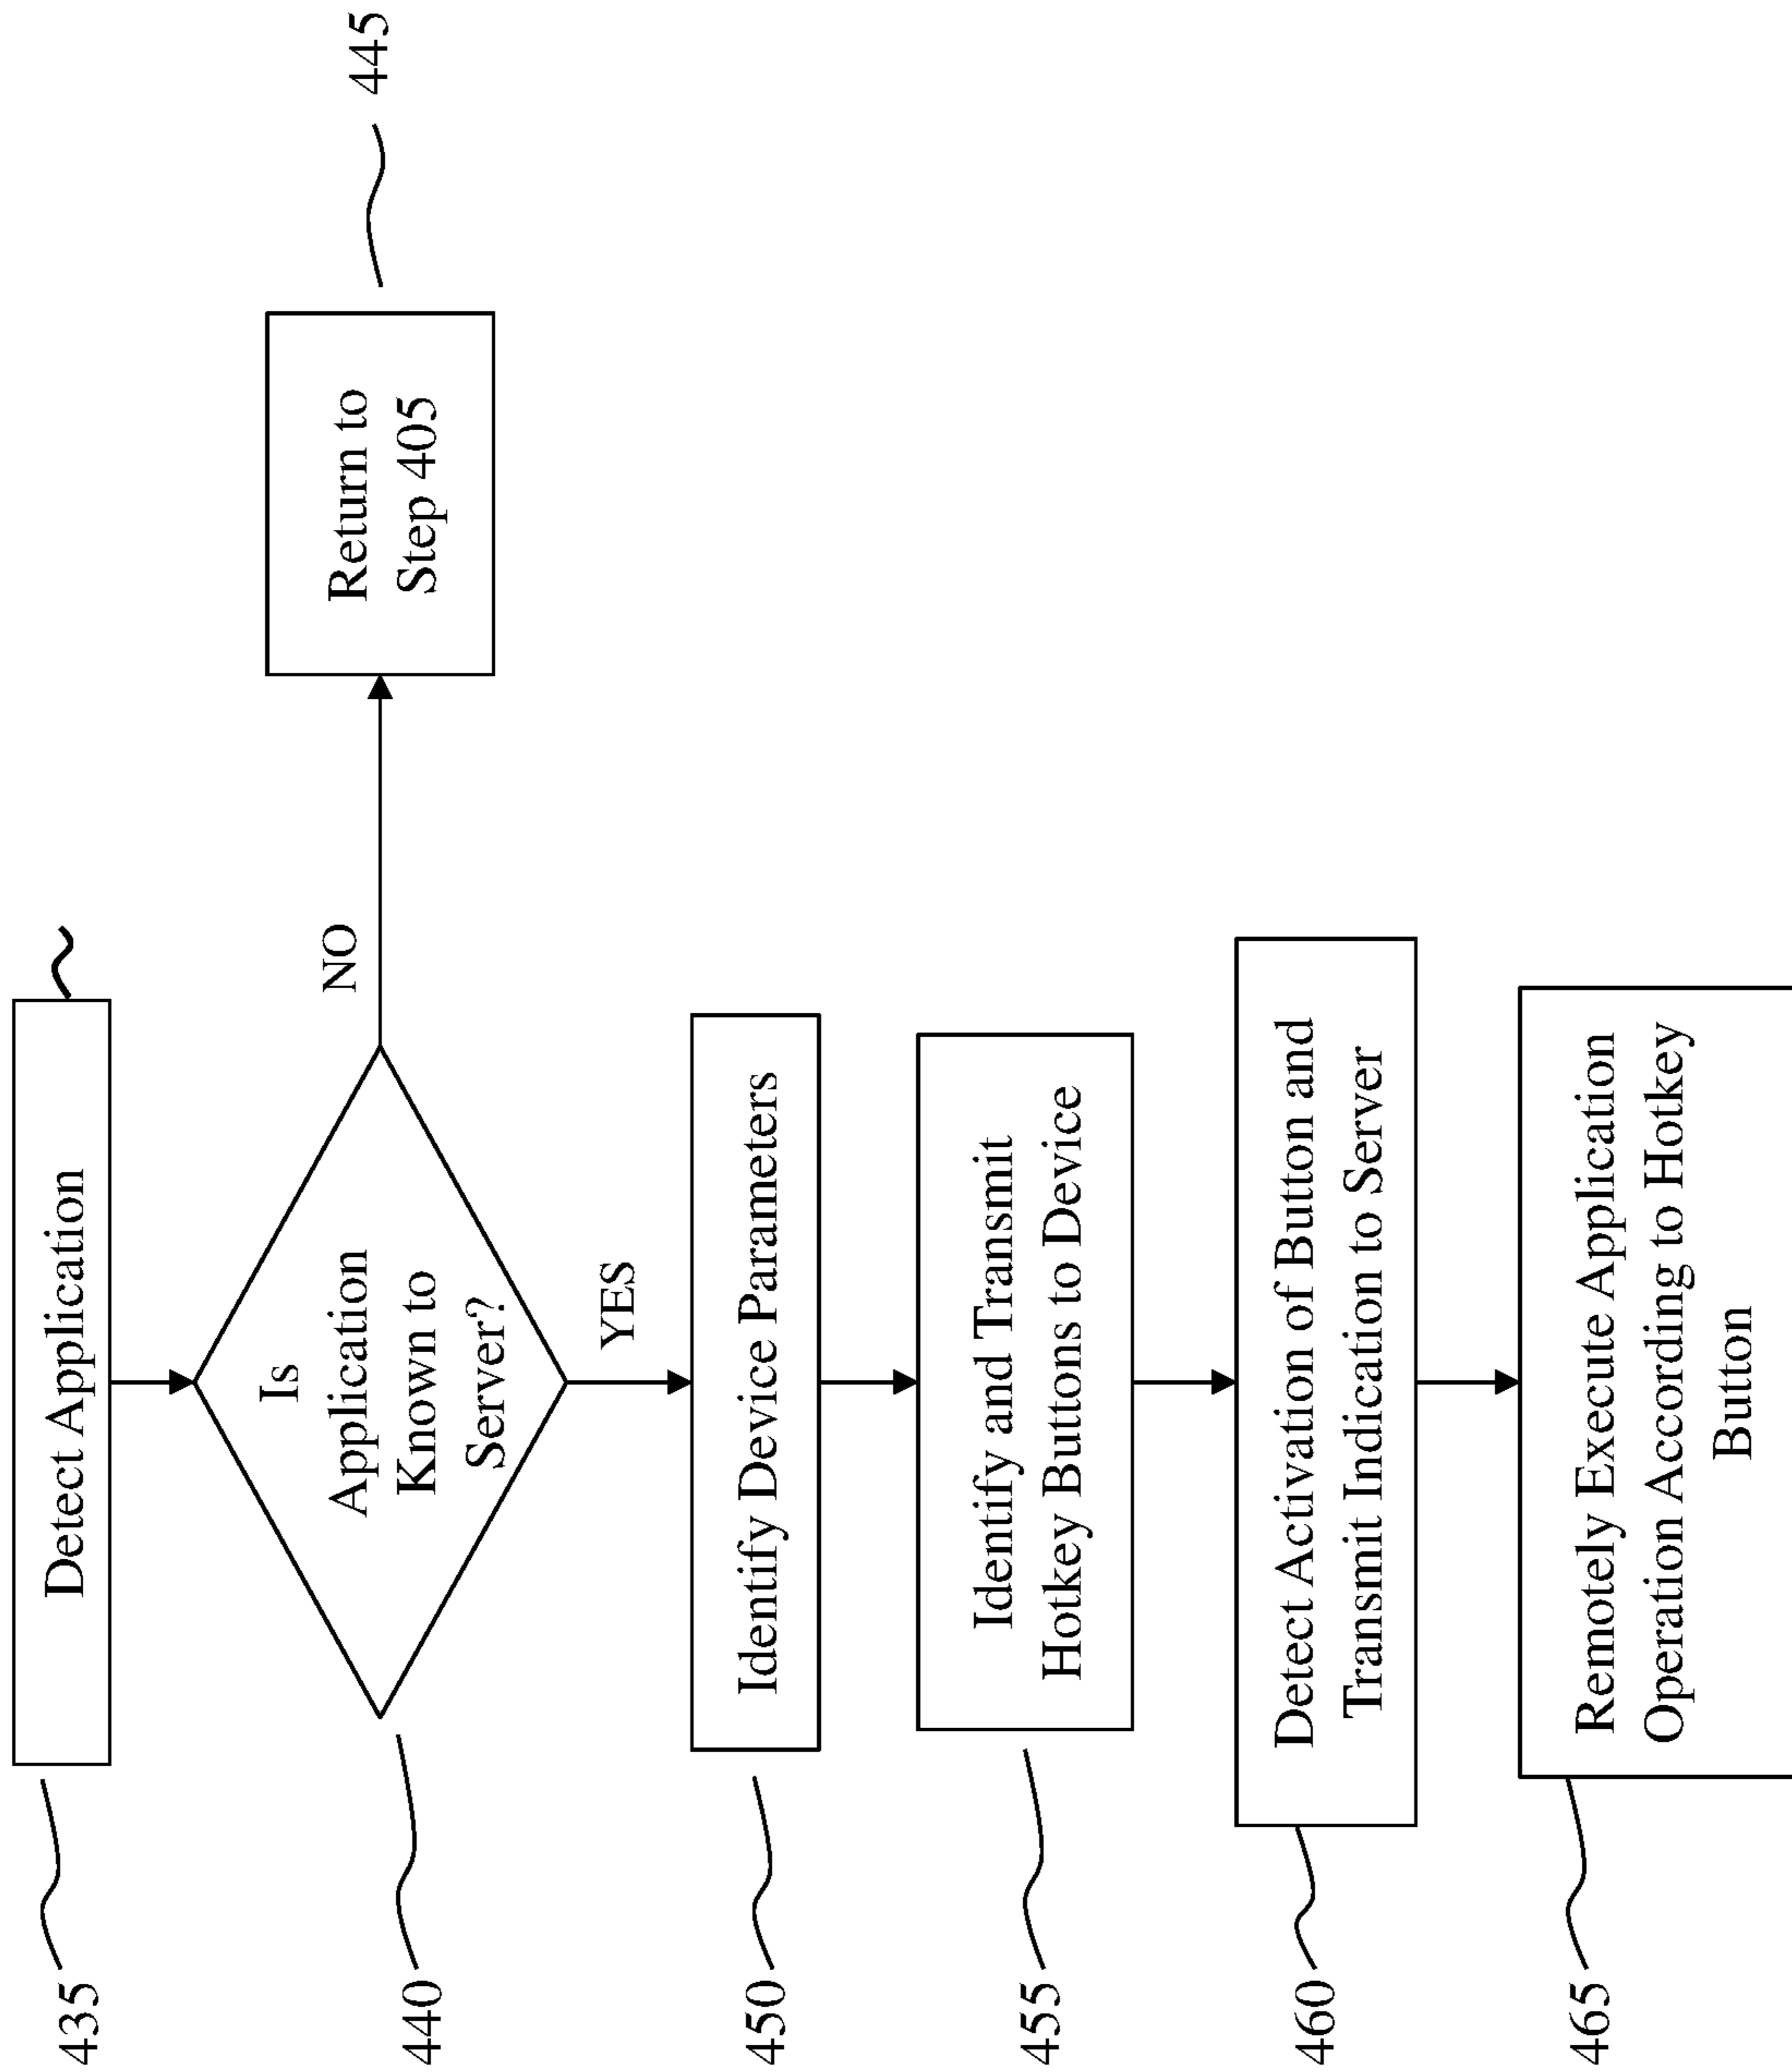 435
Detect Application
440
Is
Application
Known to
Server?
NO
Return to
Step 405
445
YES
450
Identify Device Parameters
455
Identify and Transmit
Hotkey Buttons to Device
460
Detect Activation of Button and
Transmit Indication to Server
465
Remotely Execute Application
Operation According to Hotkey
Button